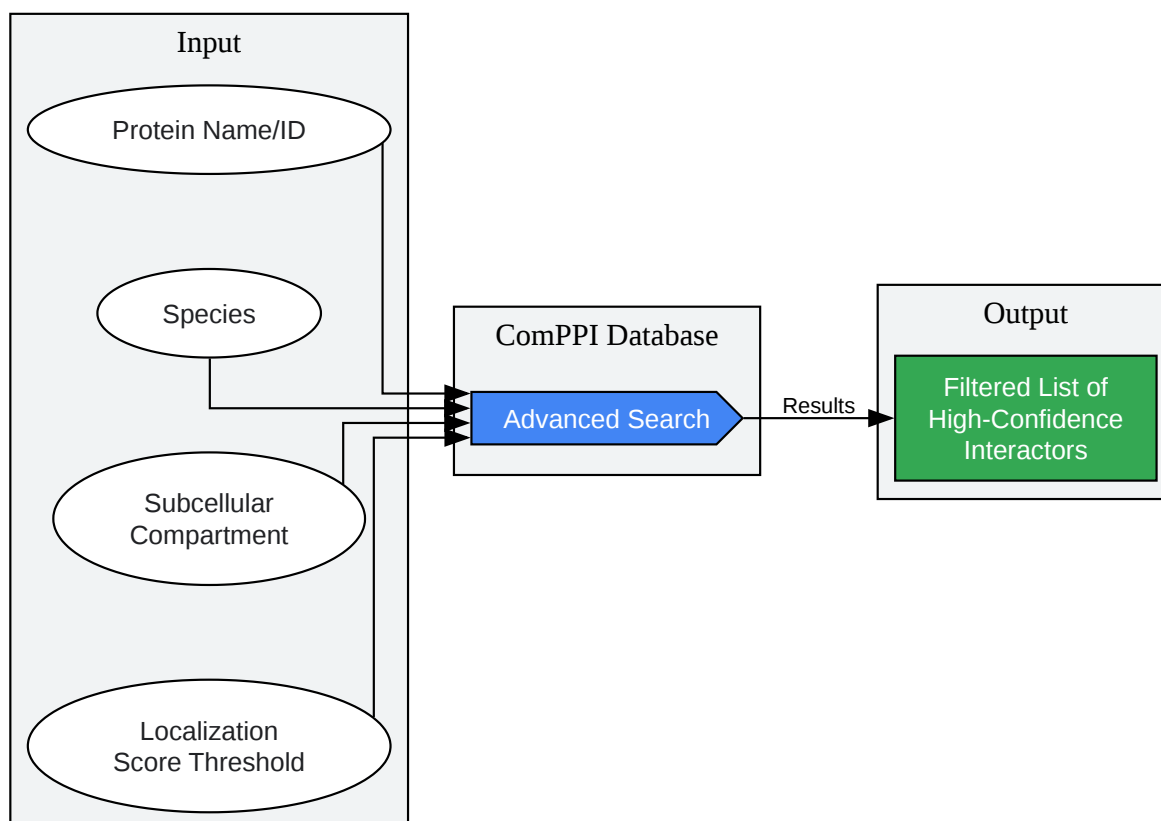 Input
Protein Name/ID
Species
Subcellular
Compartment
Localization
Score Threshold
ComPPI Database
Advanced Search
Results
Output
Filtered List of
High-Confidence
Interactors